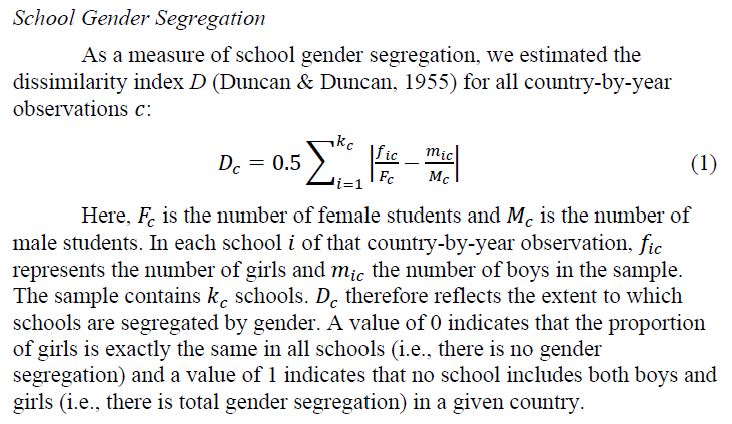 School Gender Segregation
As a measure of school gender segregation, we estimated the
dissimilarity index D (Duncan & Duncan, 1955) for all country-by-year
observations c:
D_c = 0.5 ∑_{i=1}^{k_c} |f_{ic}/F_c − m_{ic}/M_c| (1)
Here, F_c is the number of female students and M_c is the number of
male students. In each school i of that country-by-year observation, f_{ic}
represents the number of girls and m_{ic} the number of boys in the sample.
The sample contains k_c schools. D_c therefore reflects the extent to which
schools are segregated by gender. A value of 0 indicates that the proportion
of girls is exactly the same in all schools (i.e., there is no gender
segregation) and a value of 1 indicates that no school includes both boys and
girls (i.e., there is total gender segregation) in a given country.